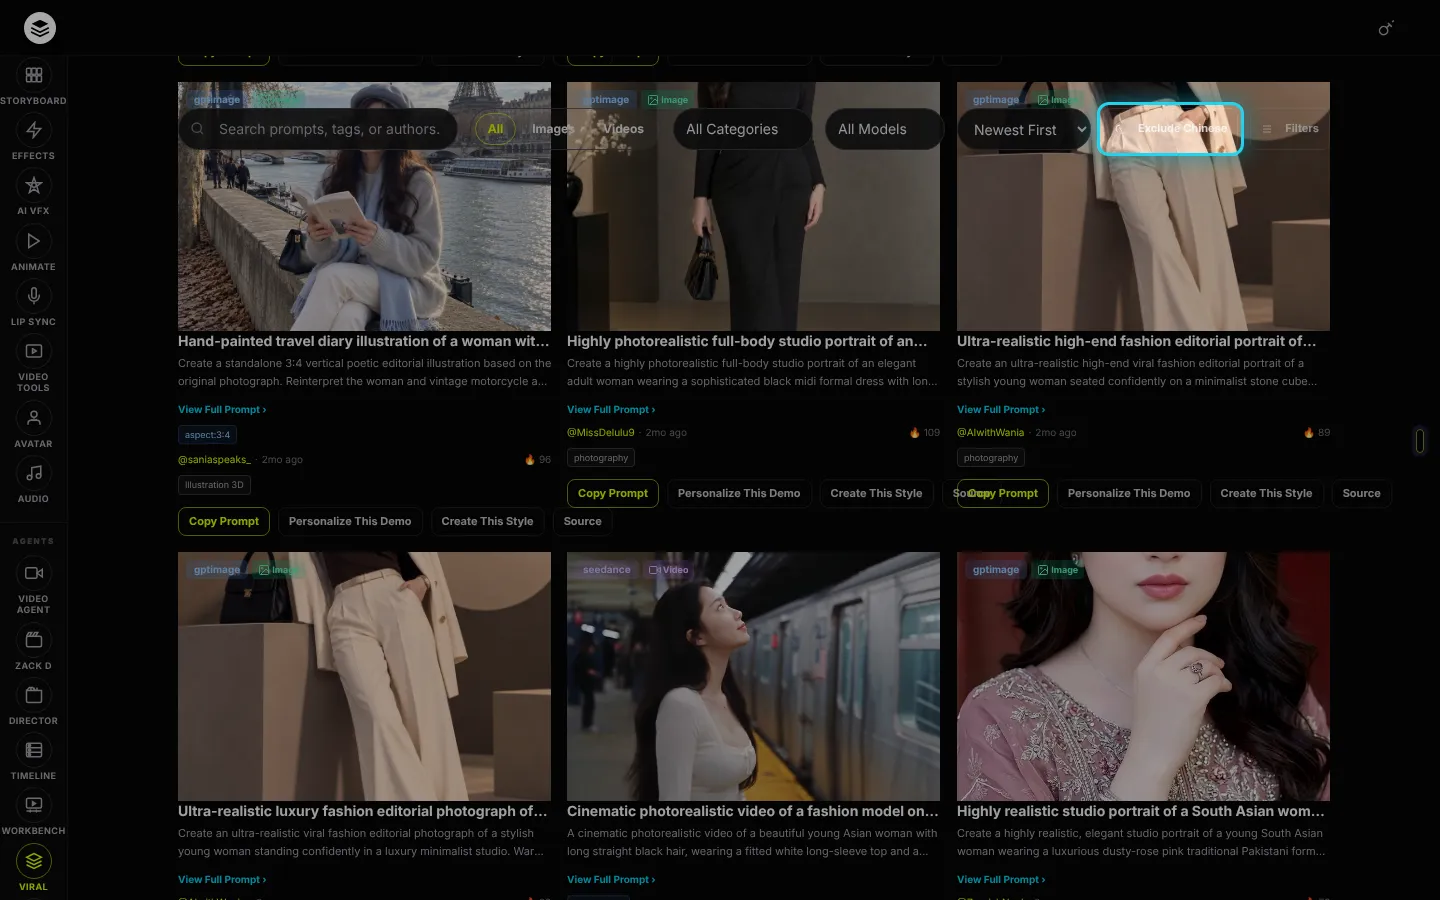 STORYBOARD
EFFECTS
AI VFX
ANIMATE
LIP SYNC
VIDEO
TOOLS
AVATAR
AUDIO
AGENTS
VIDEO
AGENT
ZACK D
DIRECTOR
TIMELINE
WORKBENCH
VIRAL
Search prompts, tags, or authors.
All
Images
Videos
All Categories
All Models
Newest First
Exclude Chinese
Filters
gptimage
Hand-painted travel diary illustration of a woman wit...
Create a standalone 3:4 vertical poetic editorial illustration based on the
original photograph. Reinterpret the woman and vintage motorcycle a...
View Full Prompt ›
aspect:3:4
@saniaspeaks_ · 2mo ago
96
Illustration 3D
Copy Prompt
Personalize This Demo
Create This Style
Source
gptimage
Image
Highly photorealistic full-body studio portrait of an...
Create a highly photorealistic full-body studio portrait of an elegant
adult woman wearing a sophisticated black midi formal dress with lon...
View Full Prompt ›
@MissDelulu9 · 2mo ago
109
photography
Copy Prompt
Personalize This Demo
Create This Style
gptimage
Image
Ultra-realistic high-end fashion editorial portrait of...
Create an ultra-realistic high-end viral fashion editorial portrait of a
stylish young woman seated confidently on a minimalist stone cube...
View Full Prompt ›
@AIwithWania · 2mo ago
89
photography
Copy Prompt
Personalize This Demo
Create This Style
Source
gptimage
Image
Ultra-realistic luxury fashion editorial photograph of...
Create an ultra-realistic viral fashion editorial photograph of a stylish
young woman standing confidently in a luxury minimalist studio. War...
View Full Prompt ›
seedance
Video
Cinematic photorealistic video of a fashion model on...
A cinematic photorealistic video of a beautiful young Asian woman with
long straight black hair, wearing a fitted white long-sleeve top and a...
View Full Prompt ›
gptimage
Image
Highly realistic studio portrait of a South Asian wom...
Create a highly realistic, elegant studio portrait of a young South Asian
woman wearing a luxurious dusty-rose pink traditional Pakistani form...
View Full Prompt ›